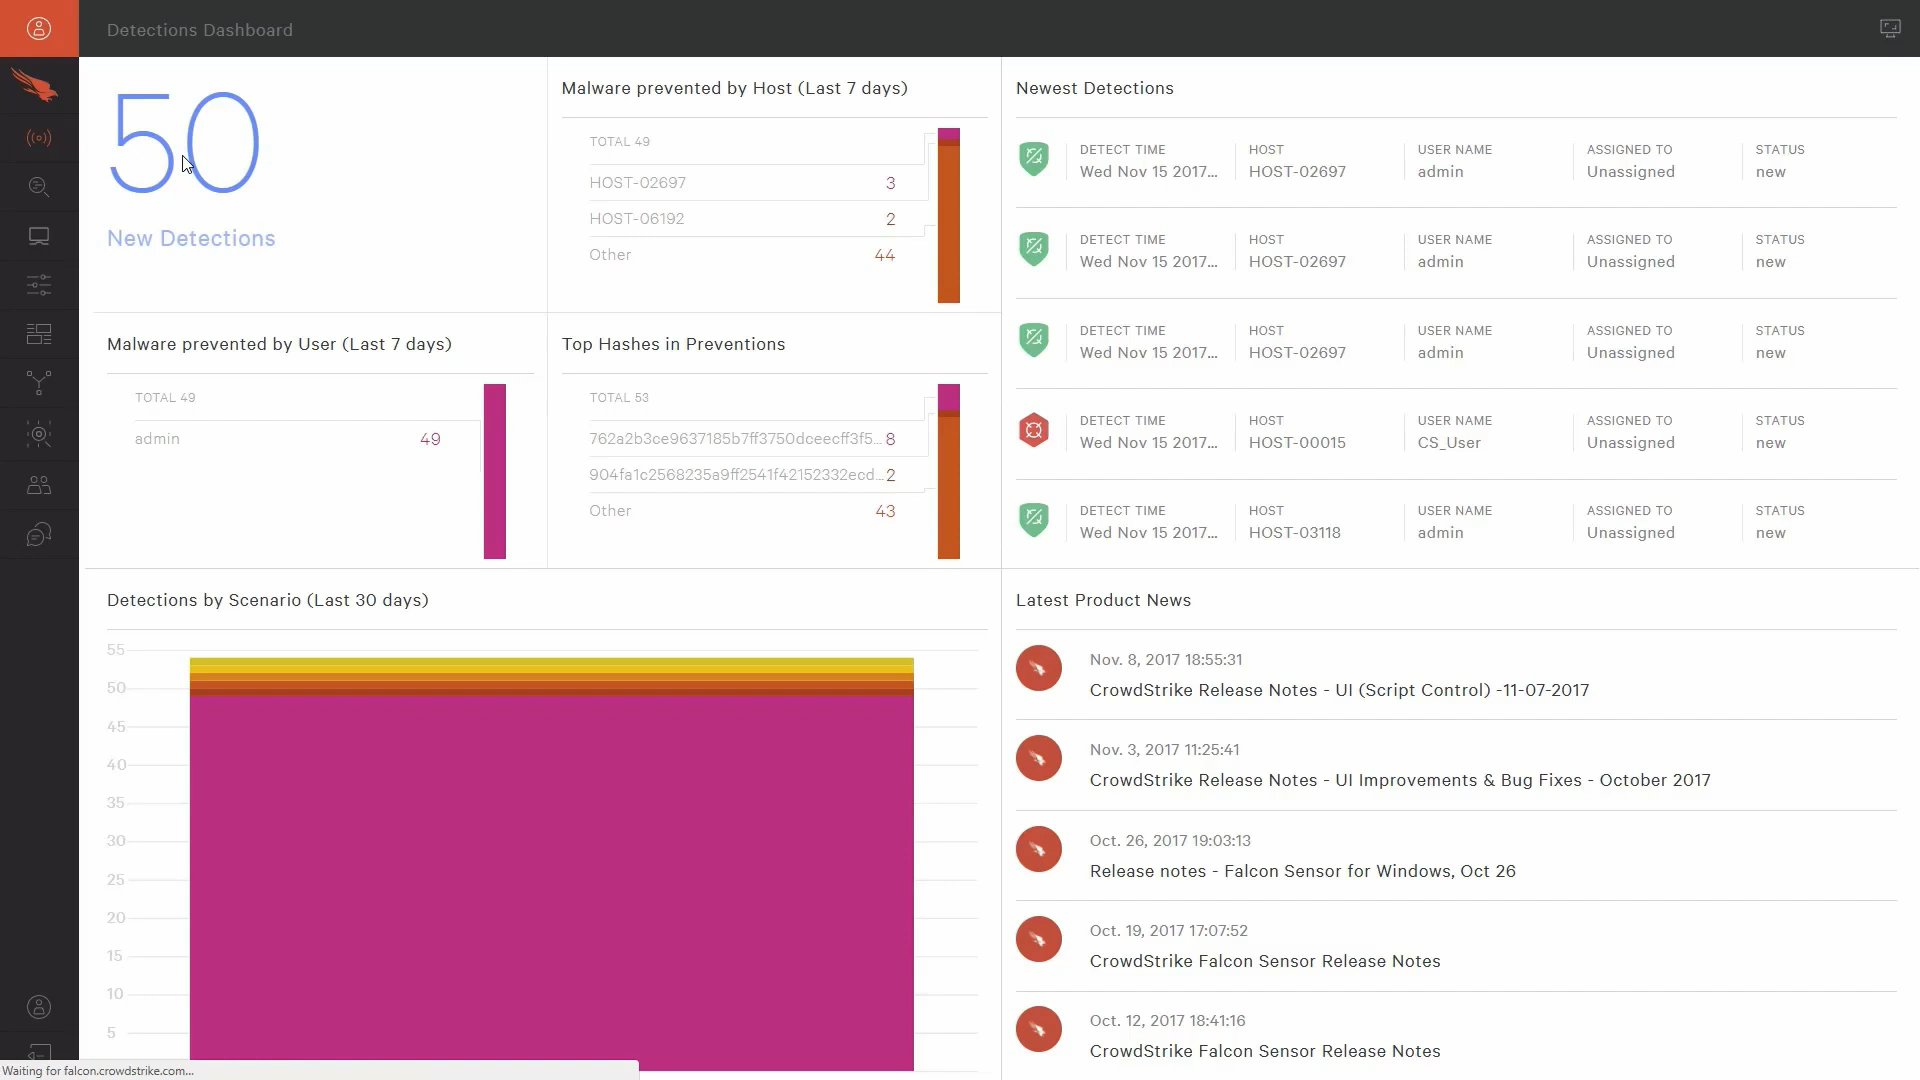 Detections Dashboard
50
New Detections
Malware prevented by Host (Last 7 days)
TOTAL 49
HOST-02697 3
HOST-06192 2
Other 44
Malware prevented by User (Last 7 days)
TOTAL 49
admin 49
Top Hashes in Preventions
TOTAL 53
762a2b3ce9637185b7ff3750dceecff3f5... 8
904fa1c2568235a9ff2541f42152332ecd... 2
Other 43
Newest Detections
DETECT TIME HOST USER NAME ASSIGNED TO STATUS
Wed Nov 15 2017... HOST-02697 admin Unassigned new
DETECT TIME HOST USER NAME ASSIGNED TO STATUS
Wed Nov 15 2017... HOST-02697 admin Unassigned new
DETECT TIME HOST USER NAME ASSIGNED TO STATUS
Wed Nov 15 2017... HOST-02697 admin Unassigned new
DETECT TIME HOST USER NAME ASSIGNED TO STATUS
Wed Nov 15 2017... HOST-00015 CS_User Unassigned new
DETECT TIME HOST USER NAME ASSIGNED TO STATUS
Wed Nov 15 2017... HOST-03118 admin Unassigned new
Detections by Scenario (Last 30 days)
55
50
45
40
35
30
25
20
15
10
5
Latest Product News
Nov. 8, 2017 18:55:31
CrowdStrike Release Notes - UI (Script Control) -11-07-2017
Nov. 3, 2017 11:25:41
CrowdStrike Release Notes - UI Improvements & Bug Fixes - October 2017
Oct. 26, 2017 19:03:13
Release notes - Falcon Sensor for Windows, Oct 26
Oct. 19, 2017 17:07:52
CrowdStrike Falcon Sensor Release Notes
Oct. 12, 2017 18:41:16
CrowdStrike Falcon Sensor Release Notes
Waiting for falcon.crowdstrike.com...